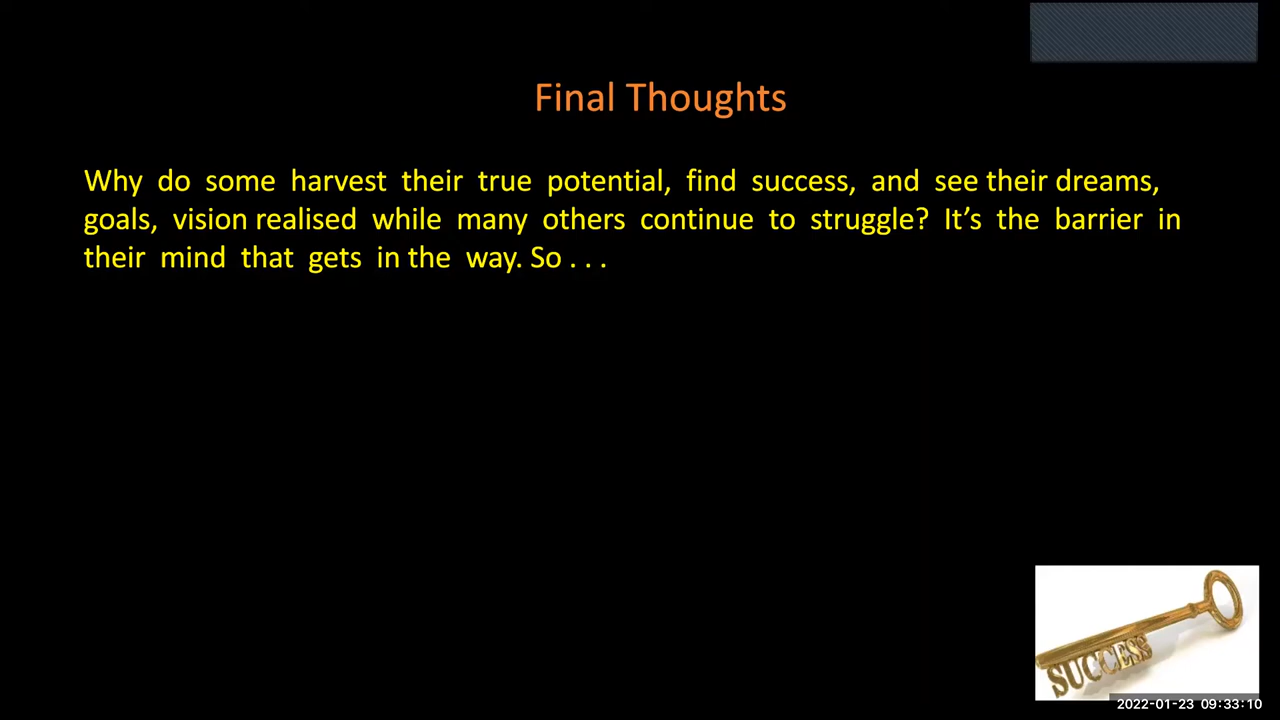 Final Thoughts
Why do some harvest their true potential, find success, and see their dreams,
goals, vision realised while many others continue to struggle? It’s the barrier in
their mind that gets in the way. So . . .
SUCCESS
2022-01-23 09:33:10